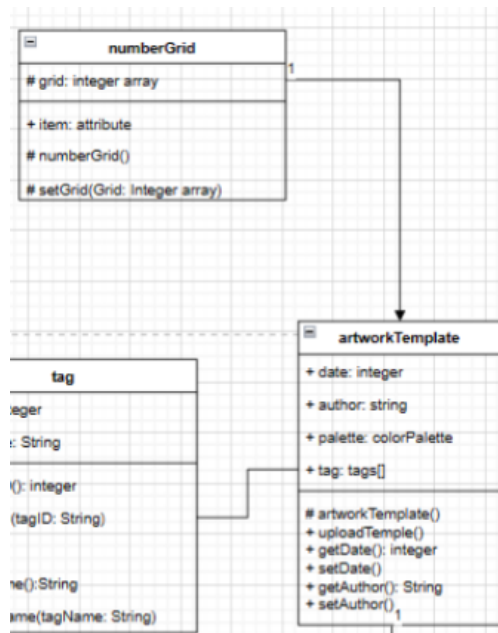 numberGrid
# grid: integer array
1
+ item: attribute
# numberGrid()
# setGrid(Grid: Integer array)
artworkTemplate
+ date: integer
+ author: string
+ palette: colorPalette
+ tag: tags[]
# artworkTemplate()
+ uploadTemple()
+ getDate(): integer
+ setDate()
+ getAuthor(): String
+ setAuthor()
1
tag
teger
: String
(): integer
(tagID: String)
me():String
ame(tagName: String)